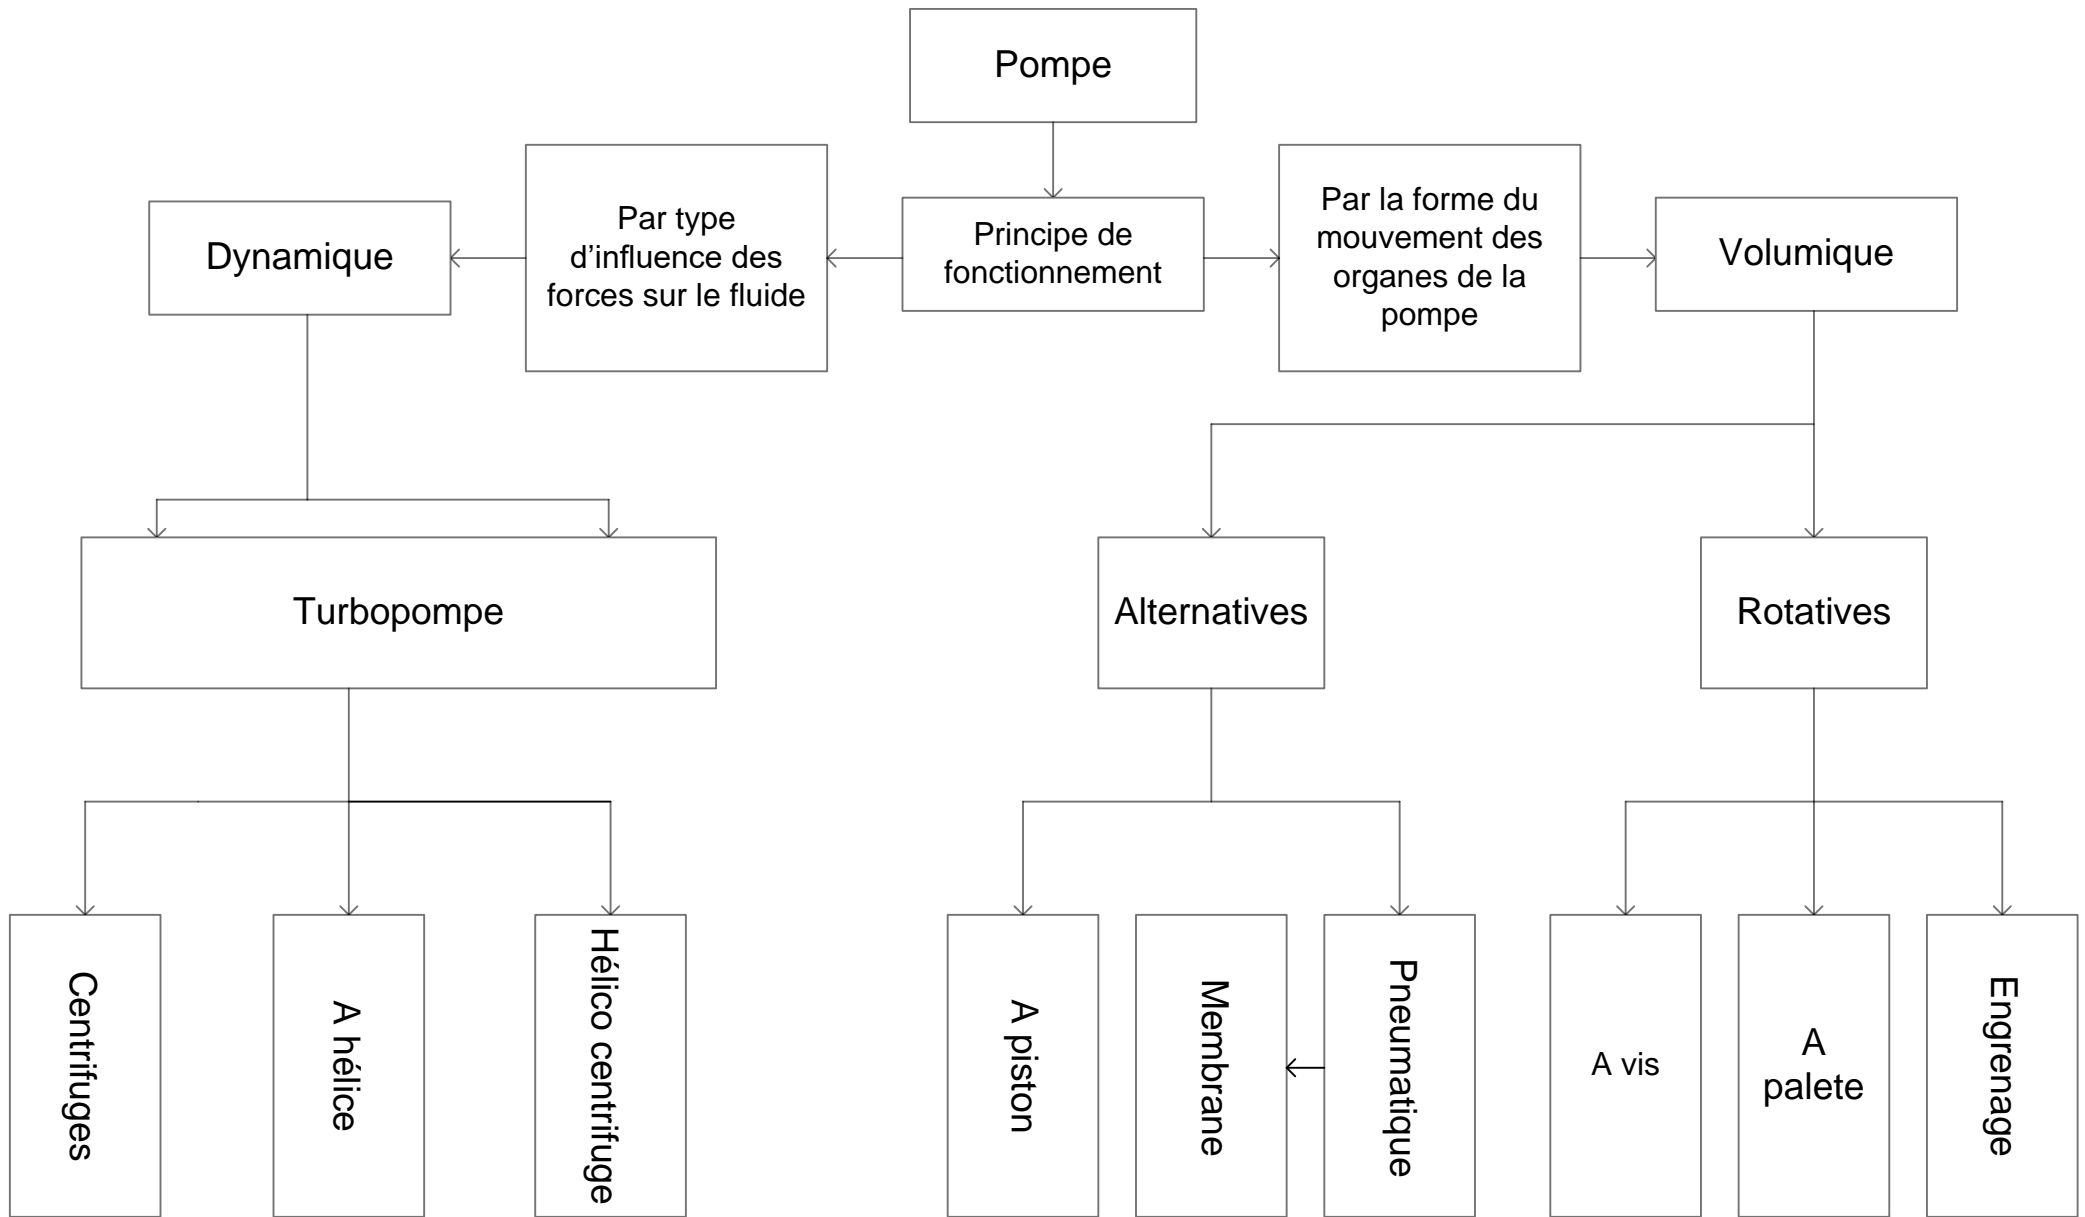 Pompe
Par type
d’influence des
forces sur le fluide
Par la forme du
mouvement des
organes de la
pompe
Dynamique
Principe de
fonctionnement
Volumique
Turbopompe
Alternatives
Rotatives
Centrifuges
A hélice
Hélico centrifuge
A piston
Membrane
Pneumatique
A vis
A
palete
Engrenage